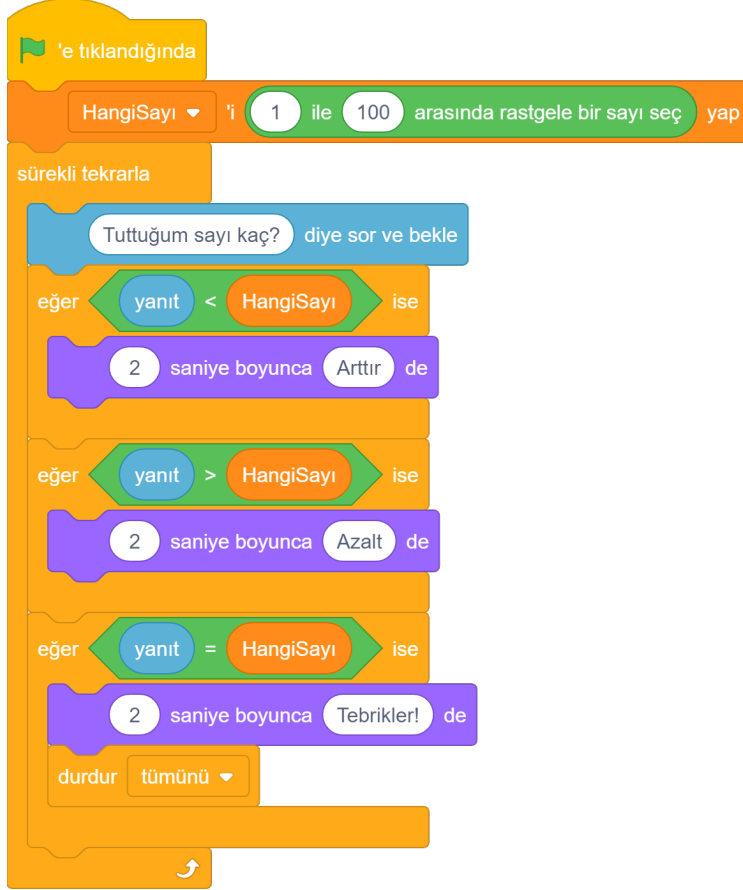 'e tıklandığında
HangiSayı 'i 1 ile 100 arasında rastgele bir sayı seç yap
sürekli tekrarla
Tuttuğum sayı kaç? diye sor ve bekle
eğer yanıt < HangiSayı ise
2 saniye boyunca Arttır de
eğer yanıt > HangiSayı ise
2 saniye boyunca Azalt de
eğer yanıt = HangiSayı ise
2 saniye boyunca Tebrikler! de
durdur tümünü